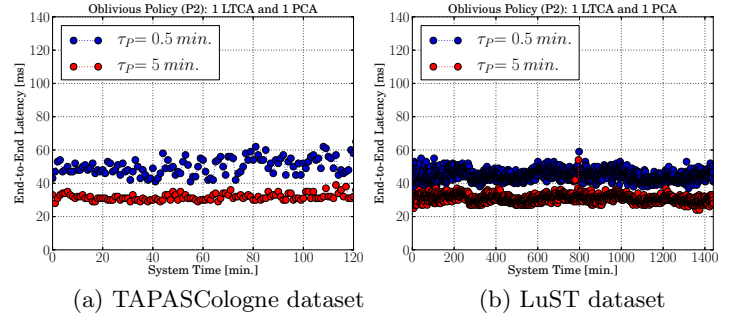 Oblivious Policy (P2): 1 LTCA and 1 PCA
End-to-End Latency [ms]
140
120
100
80
60
40
20
0
τP = 0.5 min.
τP = 5 min.
0 20 40 60 80 100 120
System Time [min.]
(a) TAPASCologne dataset
Oblivious Policy (P2): 1 LTCA and 1 PCA
End-to-End Latency [ms]
140
120
100
80
60
40
20
0
τP = 0.5 min.
τP = 5 min.
0 200 400 600 800 1000 1200 1400
System Time [min.]
(b) LuST dataset